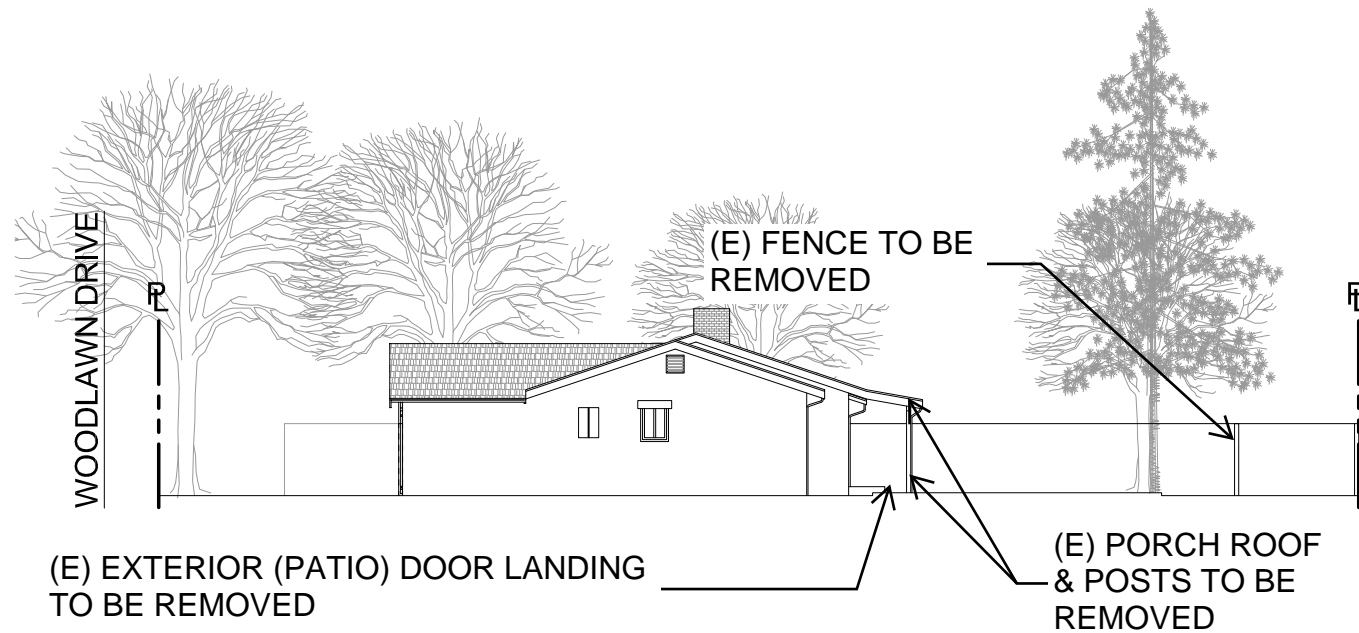 WOODLAWN DRIVE
PL
(E) FENCE TO BE
REMOVED
PL
(E) EXTERIOR (PATIO) DOOR LANDING
TO BE REMOVED
(E) PORCH ROOF
& POSTS TO BE
REMOVED